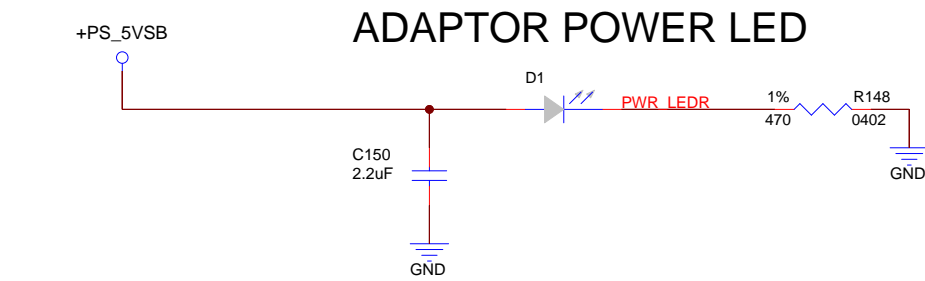 ADAPTOR POWER LED
+PS_5VSB
D1
PWR_LEDR
1%
R148
470
0402
C150
2.2uF
GND
GND